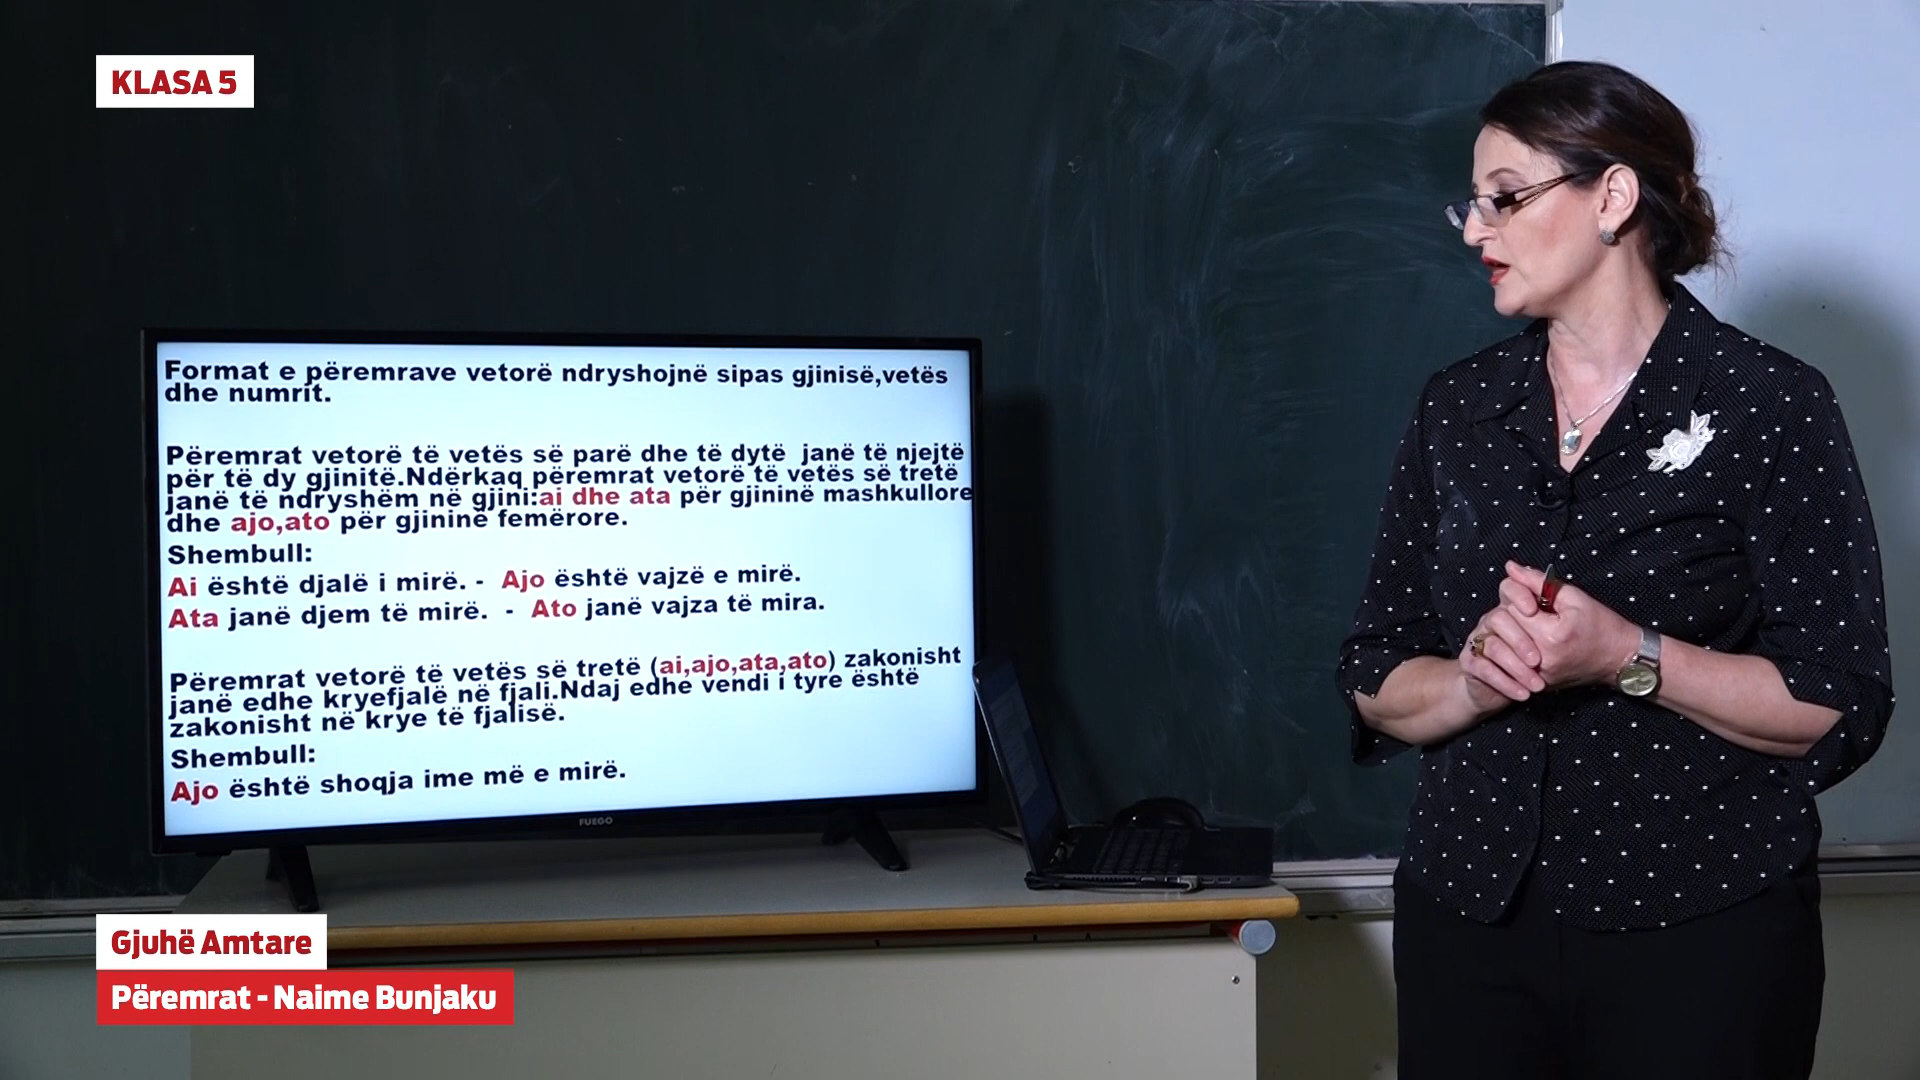 KLASA 5
Format e përemrave vetorë ndryshojnë sipas gjinisë,vetës
dhe numrit.
Përemrat vetorë të vetës së parë dhe të dytë janë të njejtë
për të dy gjinitë.Ndërkaq përemrat vetorë të vetës së tretë
janë të ndryshëm në gjini:ai dhe ata për gjininë mashkullore
dhe ajo,ato për gjininë femërore.
Shembull:
Ai është djalë i mirë. - Ajo është vajzë e mirë.
Ata janë djem të mirë. - Ato janë vajza të mira.
Përemrat vetorë të vetës së tretë (ai,ajo,ata,ato) zakonisht
janë edhe kryefjalë në fjali.Ndaj edhe vendi i tyre është
zakonisht në krye të fjalisë.
Shembull:
Ajo është shoqja ime më e mirë.
FUEGO
Gjuhë Amtare
Përemrat - Naime Bunjaku